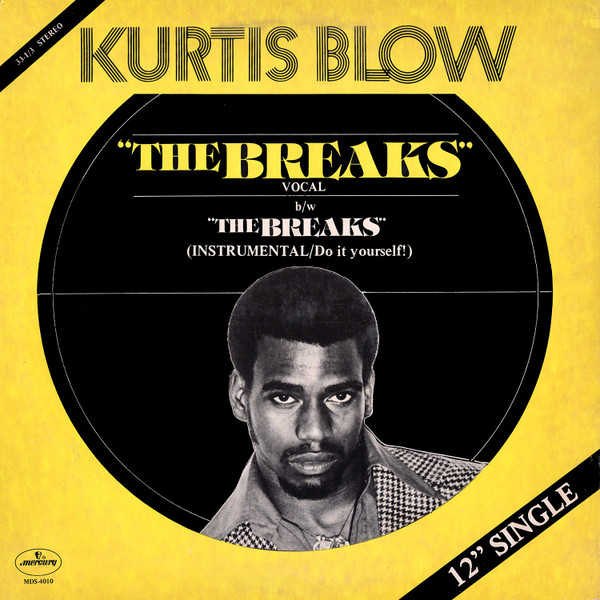 33-1/3 STEREO
KURTIS BLOW
“THE BREAKS”
VOCAL
b/w
“THE BREAKS”
(INSTRUMENTAL/Do it yourself!)
12” SINGLE
mercury
MDS-4010